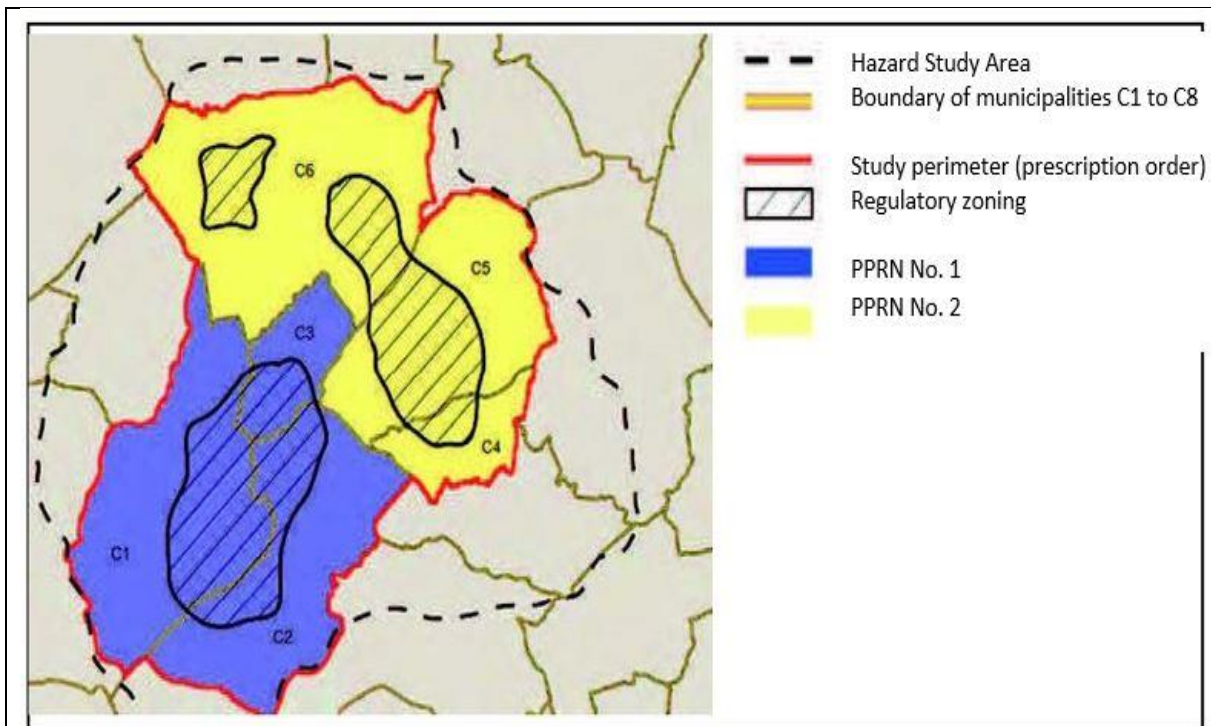 Hazard Study Area
Boundary of municipalities C1 to C8
Study perimeter (prescription order)
Regulatory zoning
PPRN No. 1
PPRN No. 2
C6
C5
C3
C4
C1
C2